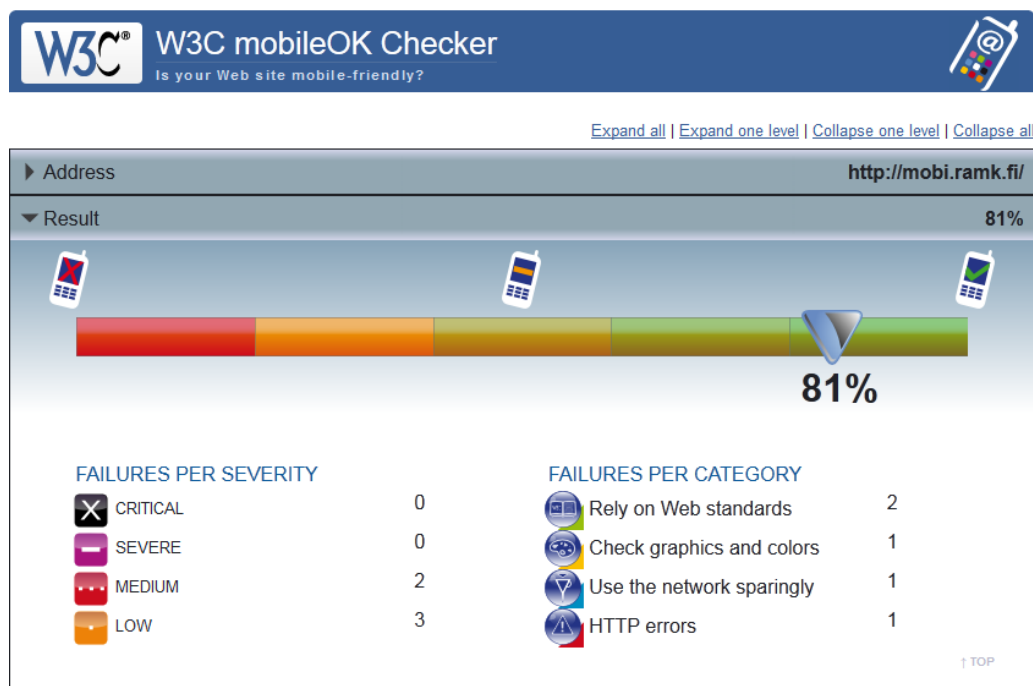 W3C®
W3C mobileOK Checker
Is your Web site mobile-friendly?
Expand all | Expand one level | Collapse one level | Collapse all
Address http://mobi.ramk.fi/
Result 81%
81%
FAILURES PER SEVERITY
CRITICAL 0
SEVERE 0
MEDIUM 2
LOW 3
FAILURES PER CATEGORY
Rely on Web standards 2
Check graphics and colors 1
Use the network sparingly 1
HTTP errors 1
↑ TOP